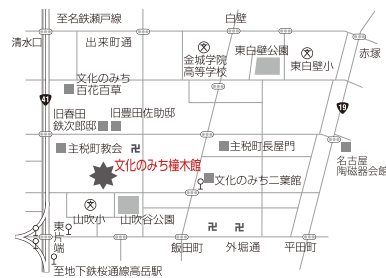 至名鉄瀬戸線
白壁
清水口
出来町通
赤塚
文
金城学院
高等学校
東白壁公園
文
東白壁小
文化のみち
百花百草
41
19
旧春田
鉄次郎邸
旧豊田佐助邸
主税町教会
主税町長屋門
名古屋
陶磁器会館
文化のみち橦木館
文化のみち二葉館
文
山吹小
山吹谷公園
東片端
飯田町
外堀通
平田町
至地下鉄桜通線高岳駅